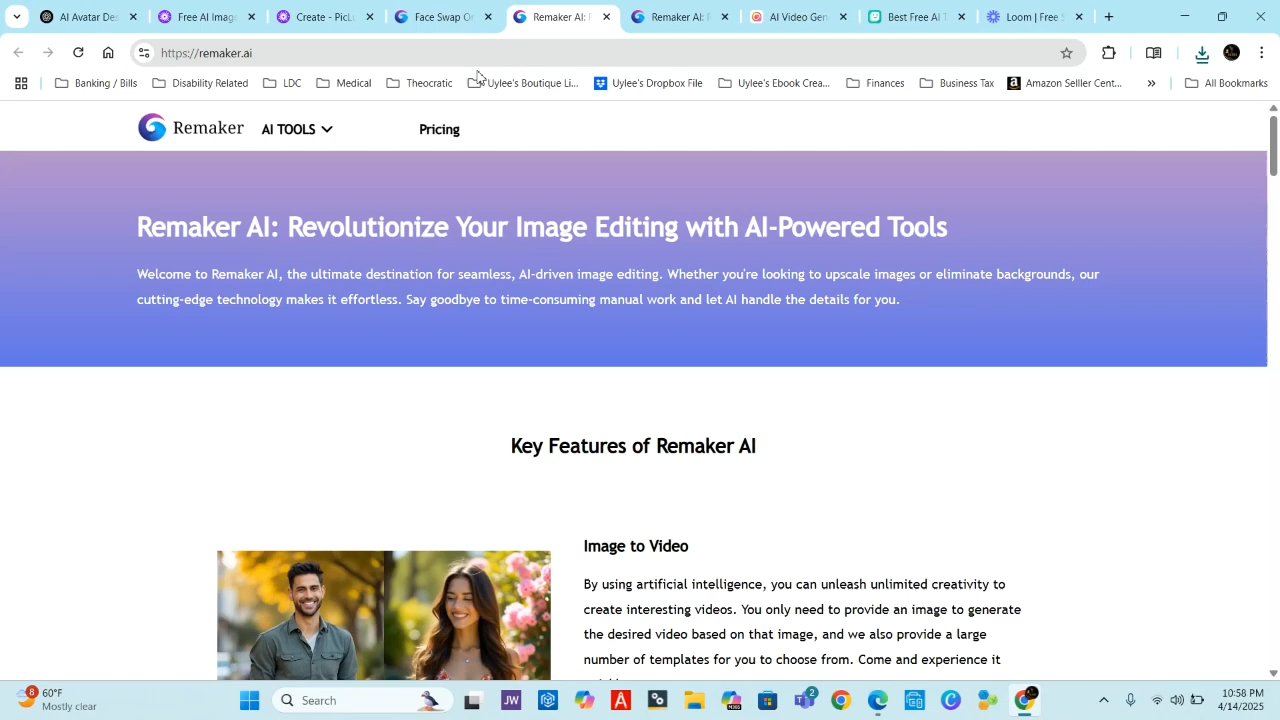 AI Avatar Des
Free AI Imag
Create - PicL
Face Swap O
Remaker AI: F
Remaker AI: 
AI Video Gen
Best Free AI T
Loom | Free S
https://remaker.ai
Banking / Bills
Disability Related
LDC
Medical
Theocratic
Uylee's Boutique Li...
Uylee's Dropbox File
Uylee's Ebook Crea...
Finances
Business Tax
Amazon Selller Cent...
All Bookmarks
Remaker AI TOOLS Pricing
Remaker AI: Revolutionize Your Image Editing with AI-Powered Tools
Welcome to Remaker AI, the ultimate destination for seamless, AI-driven image editing. Whether you're looking to upscale images or eliminate backgrounds, our
cutting-edge technology makes it effortless. Say goodbye to time-consuming manual work and let AI handle the details for you.
Key Features of Remaker AI
Image to Video
By using artificial intelligence, you can unleash unlimited creativity to
create interesting videos. You only need to provide an image to generate
the desired video based on that image, and we also provide a large
number of templates for you to choose from. Come and experience it
8
60°F
Mostly clear
Search
JW
M365
2
10:58 PM
4/14/2025